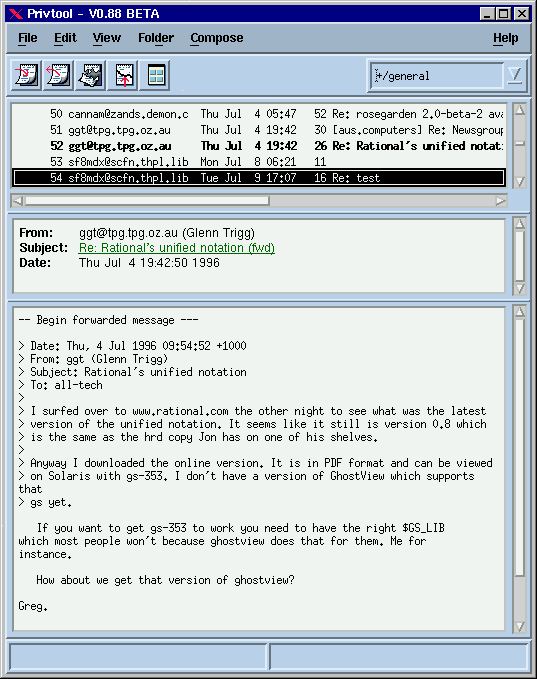 Privtool - V0.88 BETA
File Edit View Folder Compose Help
+/general
50 cannam@zands.demon.c Thu Jul 4 05:47 52 Re: rosegarden 2.0-beta-2 ava
51 ggt@tpg.tpg.oz.au Thu Jul 4 19:42 30 [aus.computers] Re: Newsgroup
52 ggt@tpg.tpg.oz.au Thu Jul 4 19:42 26 Re: Rational's unified notat:
53 sf8mdx@scfn.thpl.lib Mon Jul 8 06:21 11
54 sf8mdx@scfn.thpl.lib Tue Jul 9 17:07 16 Re: test
From: ggt@tpg.tpg.oz.au (Glenn Trigg)
Subject: Re: Rational's unified notation (fwd)
Date: Thu Jul 4 19:42:50 1996
-- Begin forwarded message ---
> Date: Thu, 4 Jul 1996 09:54:52 +1000
> From: ggt (Glenn Trigg)
> Subject: Rational's unified notation
> To: all-tech
>
> I surfed over to www.rational.com the other night to see what was the latest
> version of the unified notation. It seems like it still is version 0.8 which
> is the same as the hrd copy Jon has on one of his shelves.
>
> Anyway I downloaded the online version. It is in PDF format and can be viewed
> on Solaris with gs-353. I don't have a version of GhostView which supports
that
> gs yet.
If you want to get gs-353 to work you need to have the right $GS_LIB
which most people won't because ghostview does that for them. Me for
instance.
How about we get that version of ghostview?
Greg.